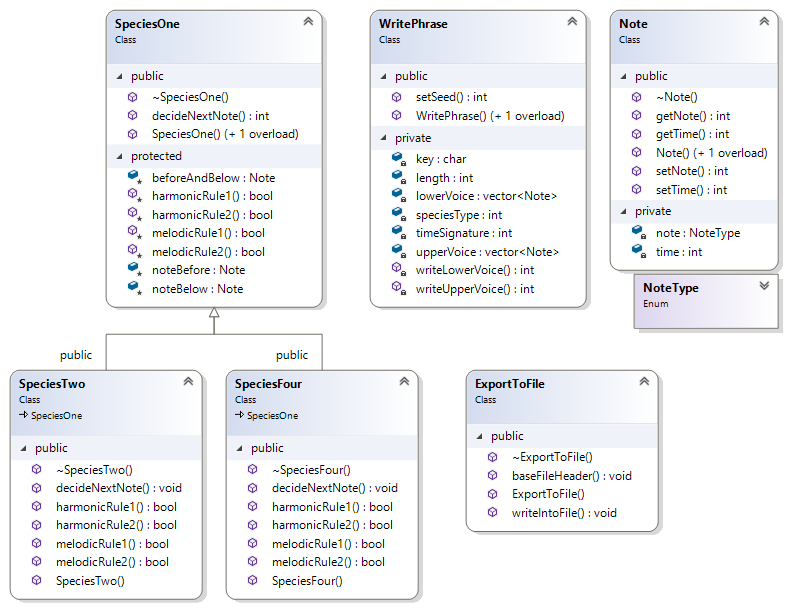 SpeciesOne
Class
public
~SpeciesOne()
decideNextNote() : int
SpeciesOne() (+ 1 overload)
protected
beforeAndBelow : Note
harmonicRule1() : bool
harmonicRule2() : bool
melodicRule1() : bool
melodicRule2() : bool
noteBefore : Note
noteBelow : Note
WritePhrase
Class
public
setSeed() : int
WritePhrase() (+ 1 overload)
private
key : char
length : int
lowerVoice : vector<Note>
speciesType : int
timeSignature : int
upperVoice : vector<Note>
writeLowerVoice() : int
writeUpperVoice() : int
Note
Class
public
~Note()
getNote() : int
getTime() : int
Note() (+ 1 overload)
setNote() : int
setTime() : int
private
note : NoteType
time : int
NoteType
Enum
public
public
SpeciesTwo
Class
SpeciesOne
public
~SpeciesTwo()
decideNextNote() : void
harmonicRule1() : bool
harmonicRule2() : bool
melodicRule1() : bool
melodicRule2() : bool
SpeciesTwo()
SpeciesFour
Class
SpeciesOne
public
~SpeciesFour()
decideNextNote() : void
harmonicRule1() : bool
harmonicRule2() : bool
melodicRule1() : bool
melodicRule2() : bool
SpeciesFour()
ExportToFile
Class
public
~ExportToFile()
baseFileHeader() : void
ExportToFile()
writeIntoFile() : void